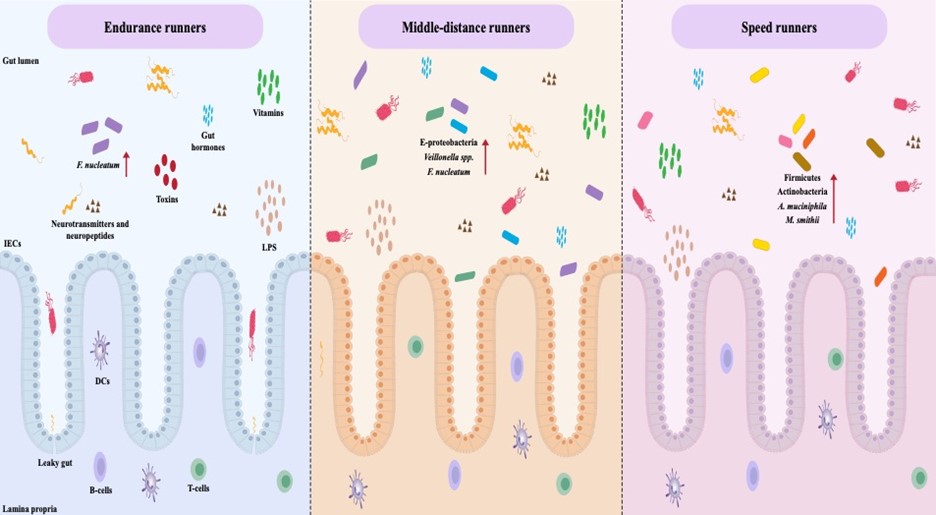 Endurance runners
Middle-distance runners
Speed runners
Gut lumen
Vitamins
Gut
hormones
F. nucleatum
Toxins
Neurotransmitters and
neuropeptides
LPS
IECs
DCs
Leaky gut
B-cells
T-cells
Lamina propria
E-proteobacteria
Veillonella spp.
F. nucleatum
Firmicutes
Actinobacteria
A. muciniphila
M. smithii